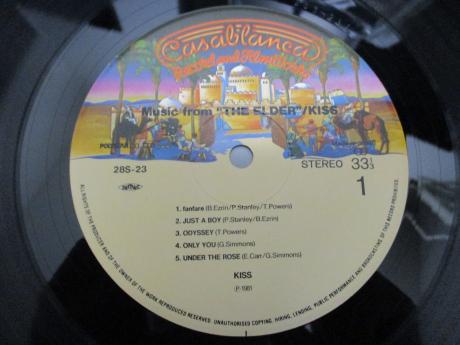 Casablanca
Record and FilmWorks
Music from "THE ELDER"/KISS
28S-23
STEREO 33⅓
1
1. fanfare (B.Ezrin/P.Stanley/T.Powers)
2. JUST A BOY (P.Stanley/B.Ezrin)
3. ODYSSEY (T.Powers)
4. ONLY YOU (G.Simmons)
5. UNDER THE ROSE (E.Carr/G.Simmons)
KISS
(P.1981
ALL RIGHTS OF THE PRODUCER AND OF THE OWNER OF THE WORK REPRODUCED RESERVED. UNAUTHORISED COPYING, HIRING, LENDING, PUBLIC PERFORMANCE AND BROADCASTING OF THIS RECORD PROHIBITED.